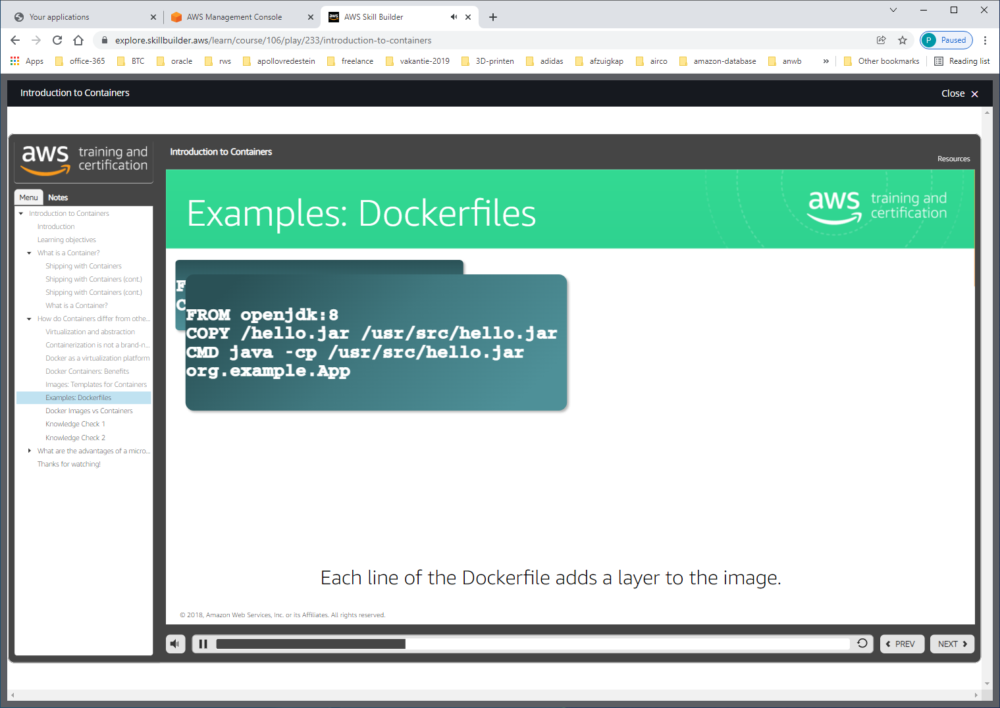 Your applications
AWS Management Console
AWS Skill Builder
explore.skillbuilder.aws/learn/course/106/play/233/introduction-to-containers
P Paused
Apps
office-365
BTC
oracle
rws
apollovredestein
freelance
vakantie-2019
3D-printen
adidas
afzuigkap
airco
amazon-database
anwb
»
Other bookmarks
Reading list
Introduction to Containers
Close
aws training and certification
Introduction to Containers
Resources
Menu
Notes
Introduction to Containers
Introduction
Learning objectives
What is a Container?
Shipping with Containers
Shipping with Containers (cont.)
Shipping with Containers (cont.)
What is a Container?
How do Containers differ from othe...
Virtualization and abstraction
Containerization is not a brand-n...
Docker as a virtualization platform
Docker Containers: Benefits
Images: Templates for Containers
Examples: Dockerfiles
Docker Images vs Containers
Knowledge Check 1
Knowledge Check 2
What are the advantages of a micro...
Thanks for watching!
Examples: Dockerfiles
aws training and certification
F
C
FROM openjdk:8
COPY /hello.jar /usr/src/hello.jar
CMD java -cp /usr/src/hello.jar
org.example.App
Each line of the Dockerfile adds a layer to the image.
© 2018, Amazon Web Services, Inc. or its Affiliates. All rights reserved.
PREV
NEXT